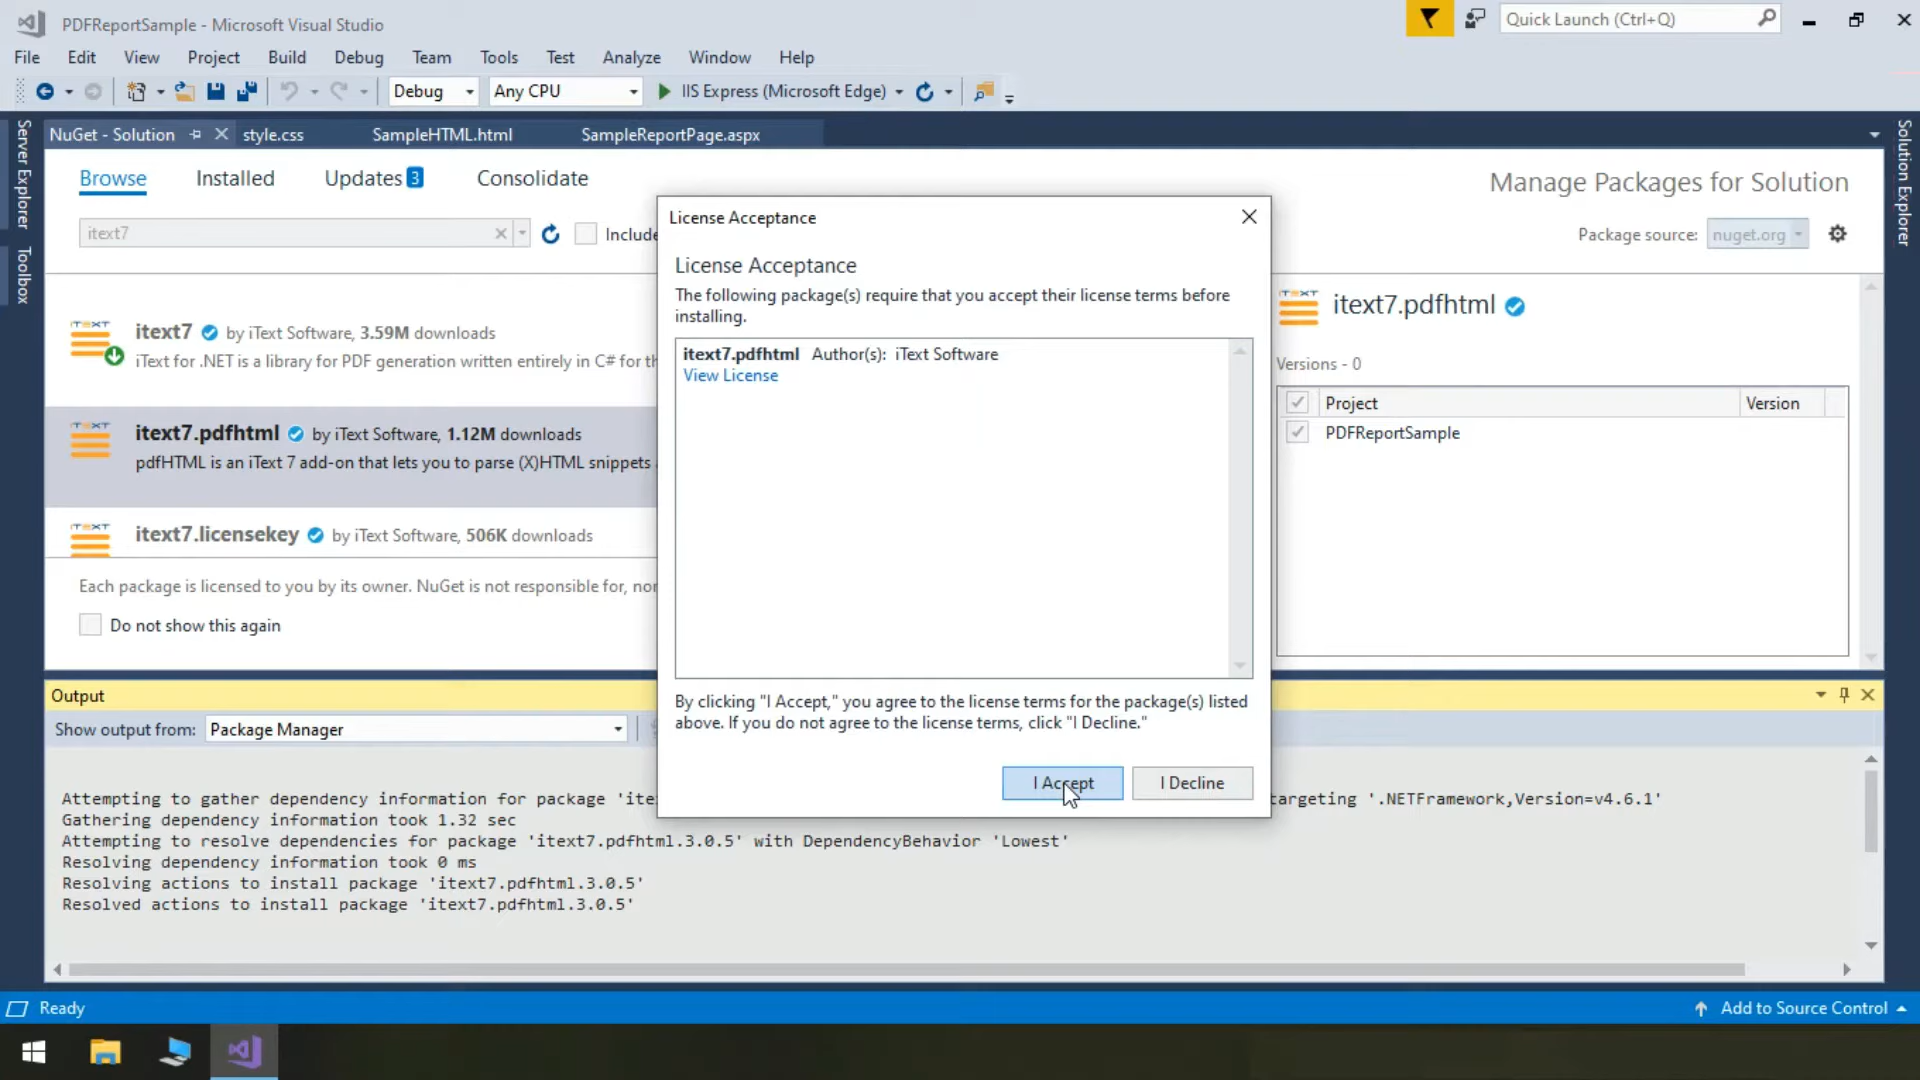 PDFReportSample - Microsoft Visual Studio
Quick Launch (Ctrl+Q)
File Edit View Project Build Debug Team Tools Test Analyze Window Help
Debug Any CPU IIS Express (Microsoft Edge)
Server Explorer
Toolbox
Solution Explorer
NuGet - Solution style.css SampleHTML.html SampleReportPage.aspx
Browse Installed Updates 3 Consolidate
Manage Packages for Solution
itext7
Include
Package source: nuget.org
itext7 by iText Software, 3.59M downloads
iText for .NET is a library for PDF generation written entirely in C# for
itext7.pdfhtml by iText Software, 1.12M downloads
pdfHTML is an iText 7 add-on that lets you to parse (X)HTML snippets
itext7.licensekey by iText Software, 506K downloads
Each package is licensed to you by its owner. NuGet is not responsible for,
Do not show this again
License Acceptance
License Acceptance
The following package(s) require that you accept their license terms before
installing.
itext7.pdfhtml Author(s): iText Software
View License
By clicking "I Accept," you agree to the license terms for the package(s) listed
above. If you do not agree to the license terms, click "I Decline."
I Accept I Decline
itext7.pdfhtml
Versions - 0
Project Version
PDFReportSample
Output
Show output from: Package Manager
Attempting to gather dependency information for package targeting '.NETFramework,Version=v4.6.1'
Gathering dependency information took 1.32 sec
Attempting to resolve dependencies for package 'itext7.pdfhtml.3.0.5' with DependencyBehavior 'Lowest'
Resolving dependency information took 0 ms
Resolving actions to install package 'itext7.pdfhtml.3.0.5'
Resolved actions to install package 'itext7.pdfhtml.3.0.5'
Ready
Add to Source Control